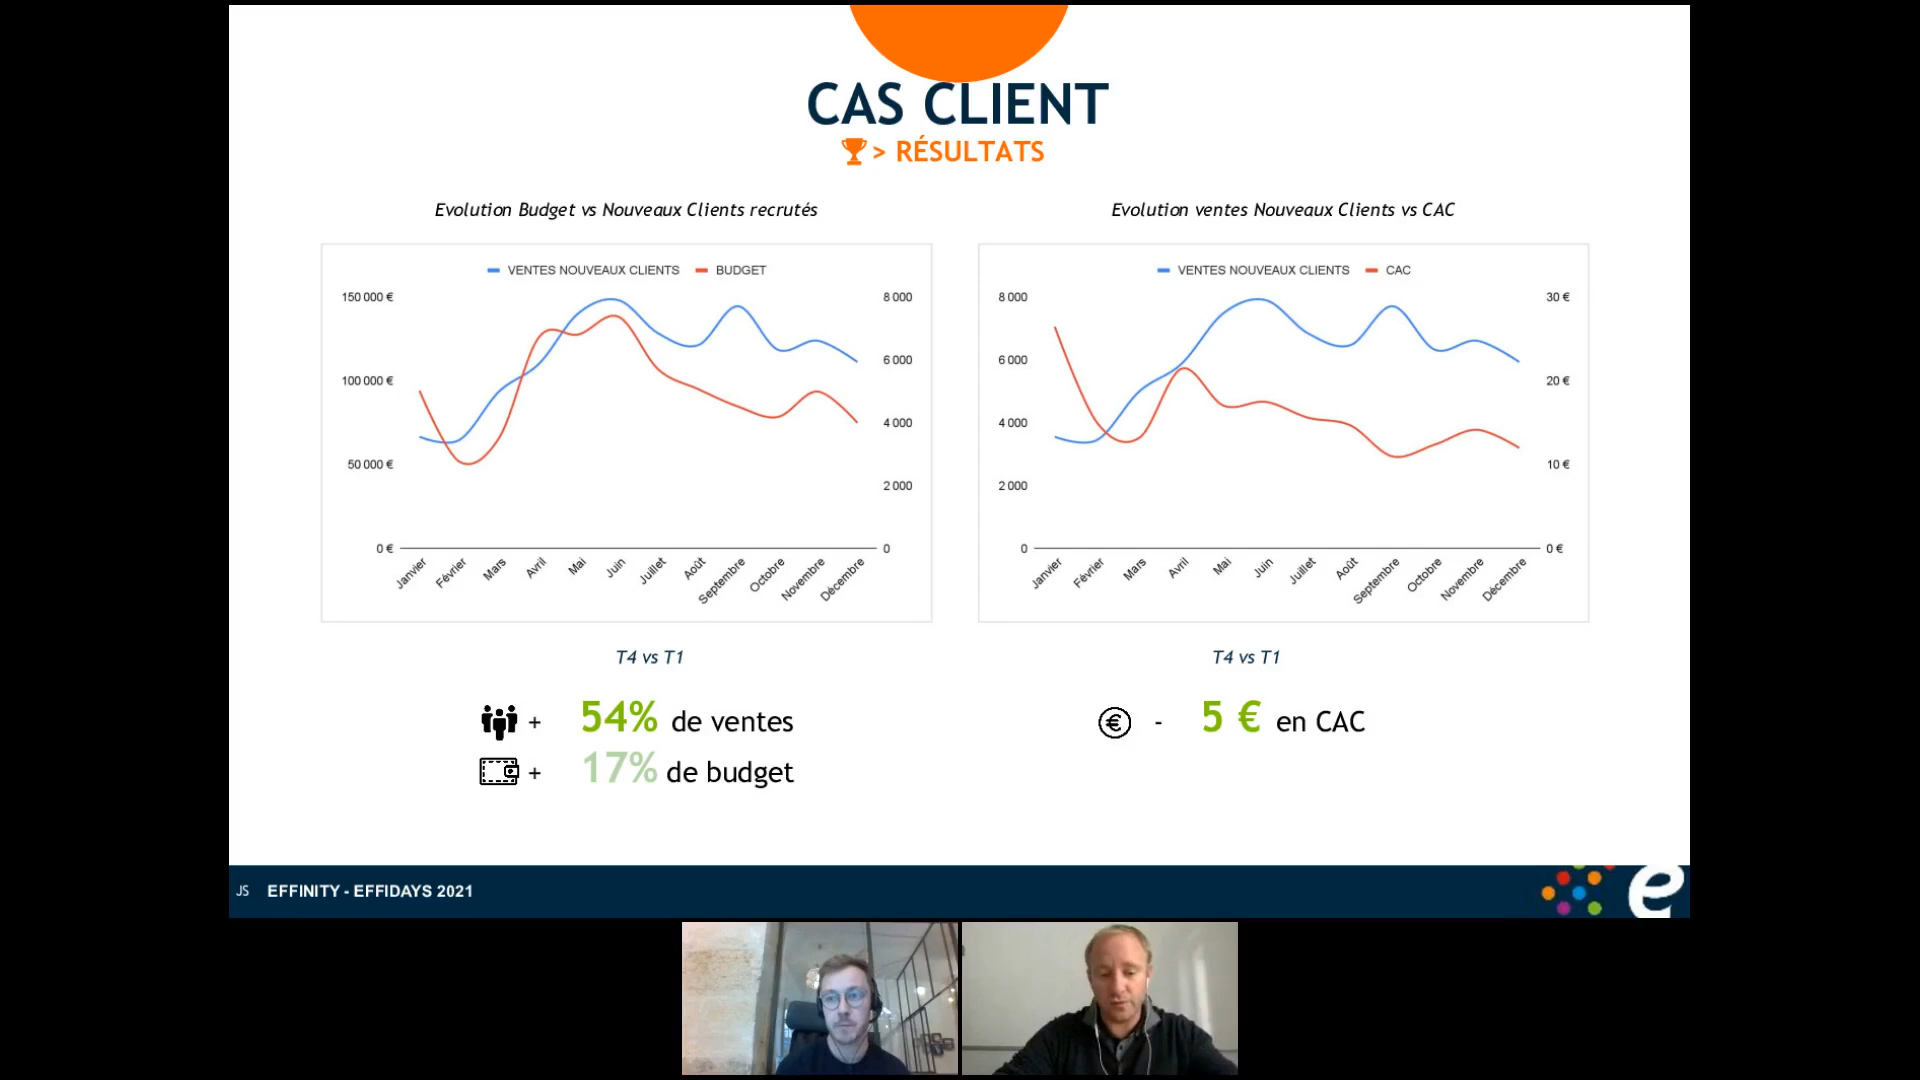 CAS CLIENT
> RÉSULTATS
Evolution Budget vs Nouveaux Clients recrutés
VENTES NOUVEAUX CLIENTS BUDGET
150 000 € 8 000
6 000
100 000 €
4 000
50 000 €
2 000
0 € 0
Janvier Février Mars Avril Mai Juin Juillet Août Septembre Octobre Novembre Décembre
T4 vs T1
+ 54% de ventes
+ 17% de budget
Evolution ventes Nouveaux Clients vs CAC
VENTES NOUVEAUX CLIENTS CAC
8 000 30 €
6 000
20 €
4 000
10 €
2 000
0 0 €
Janvier Février Mars Avril Mai Juin Juillet Août Septembre Octobre Novembre Décembre
T4 vs T1
- 5 € en CAC
JS EFFINITY - EFFIDAYS 2021
e